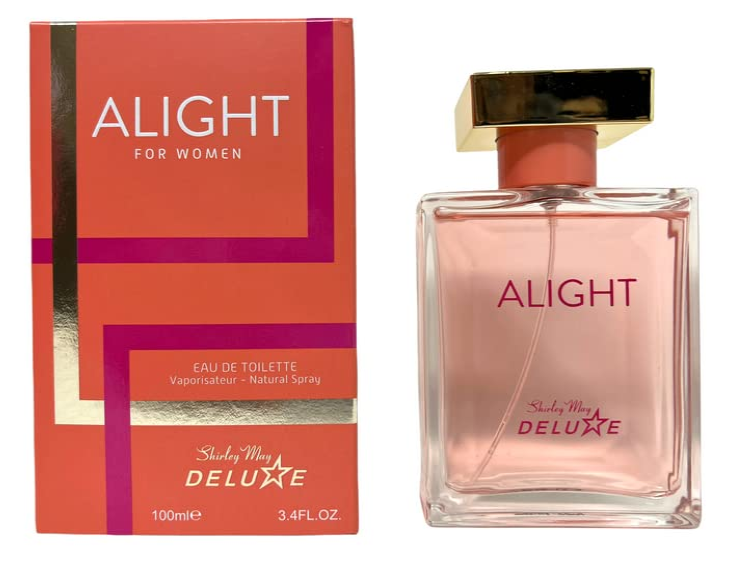 ALIGHT
FOR WOMEN
EAU DE TOILETTE
Vaporisateur - Natural Spray
Shirley May
DELUXE
100ml℮ 3.4FL.OZ.
ALIGHT
Shirley May
DELUXE